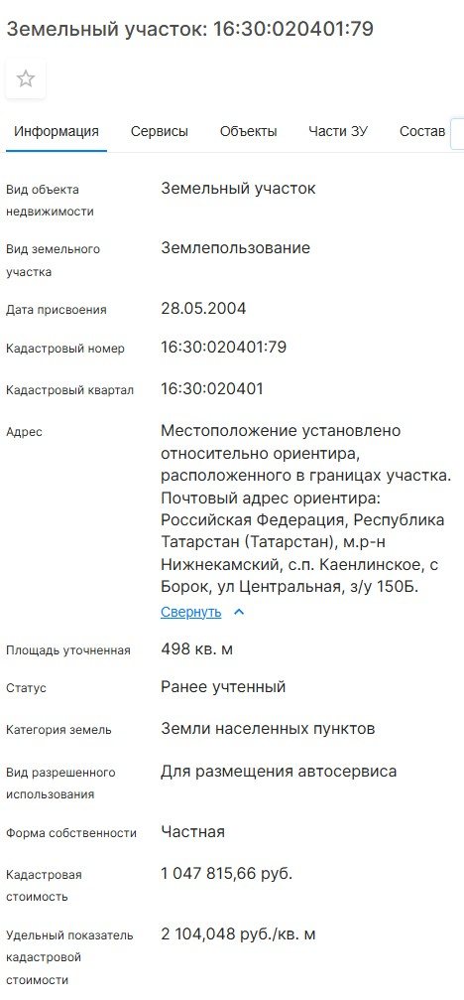 Земельный участок: 16:30:020401:79
Информация Сервисы Объекты Части ЗУ Состав
Вид объекта недвижимости Земельный участок
Вид земельного участка Землепользование
Дата присвоения 28.05.2004
Кадастровый номер 16:30:020401:79
Кадастровый квартал 16:30:020401
Адрес Местоположение установлено
относительно ориентира,
расположенного в границах участка.
Почтовый адрес ориентира:
Российская Федерация, Республика
Татарстан (Татарстан), м.р-н
Нижнекамский, с.п. Каенлинское, с
Борок, ул Центральная, з/у 150Б.
Свернуть
Площадь уточненная 498 кв. м
Статус Ранее учтенный
Категория земель Земли населенных пунктов
Вид разрешенного использования Для размещения автосервиса
Форма собственности Частная
Кадастровая стоимость 1 047 815,66 руб.
Удельный показатель кадастровой стоимости 2 104,048 руб./кв. м